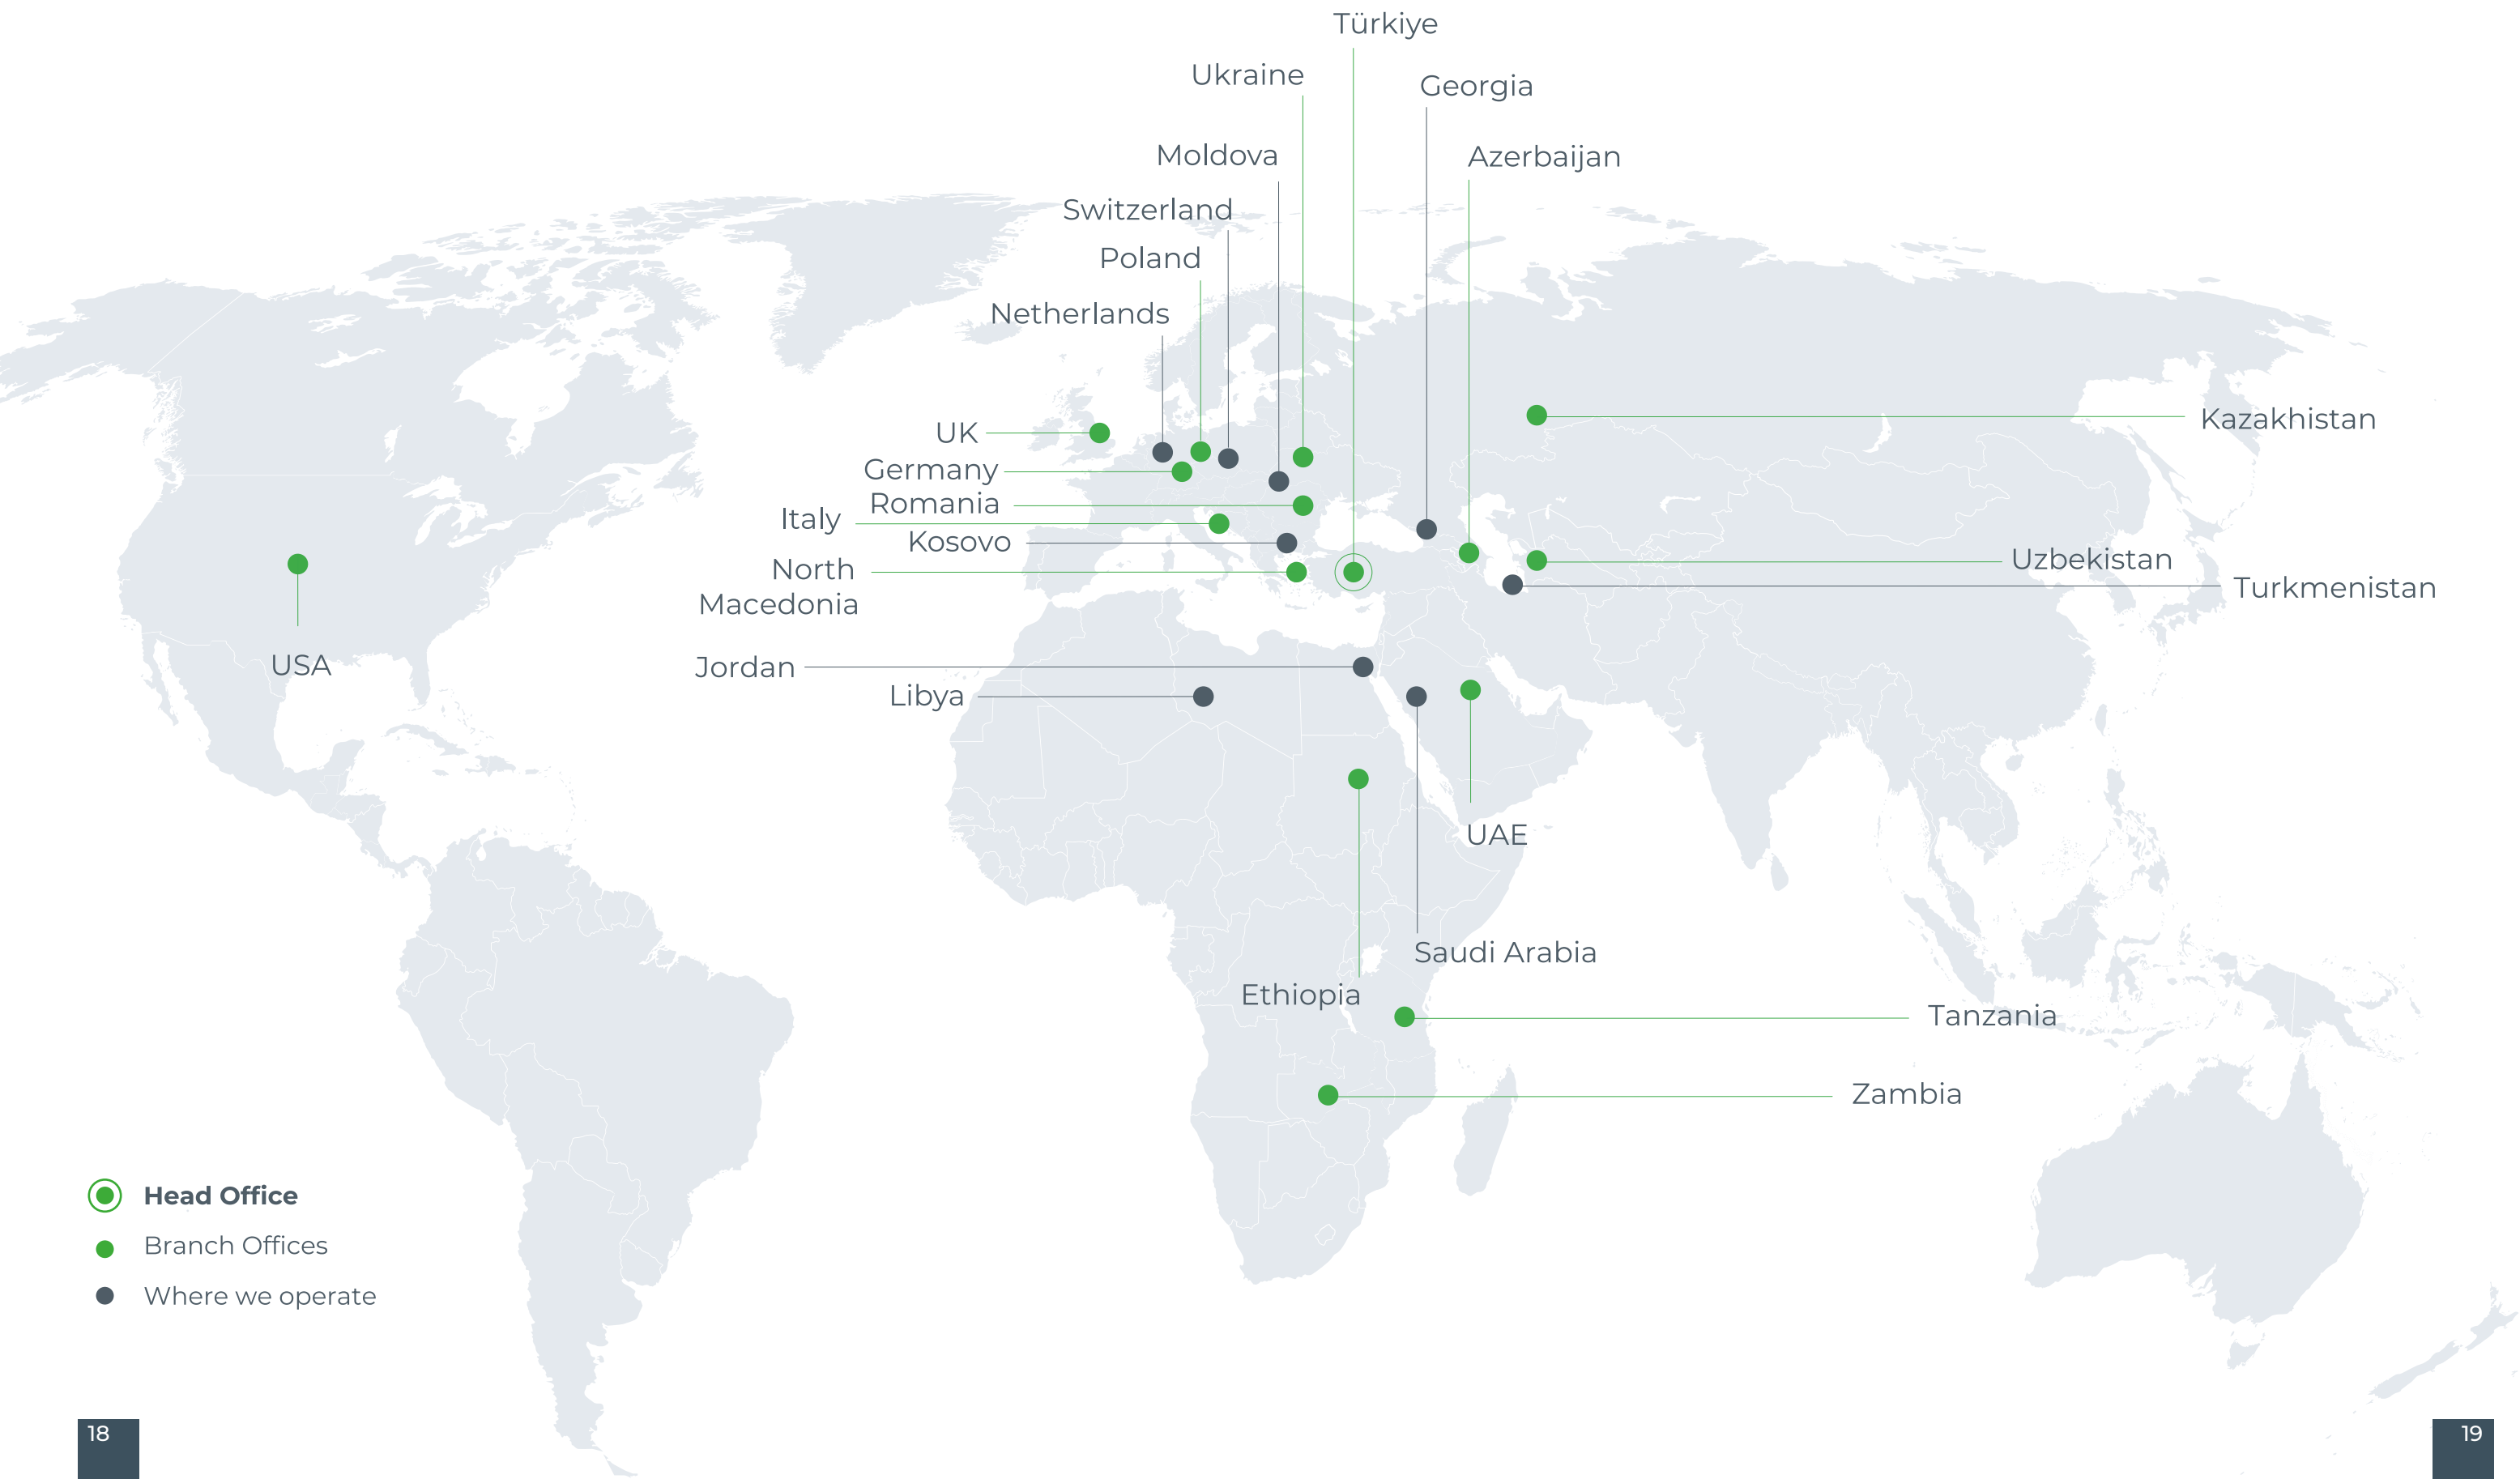 Türkiye
Ukraine
Georgia
Moldova
Azerbaijan
Switzerland
Poland
Netherlands
UK
Kazakhistan
Germany
Romania
Italy
Kosovo
Uzbekistan
North
Macedonia
Turkmenistan
USA
Jordan
Libya
UAE
Saudi Arabia
Ethiopia
Tanzania
Zambia
Head Office
Branch Offices
Where we operate
18
19